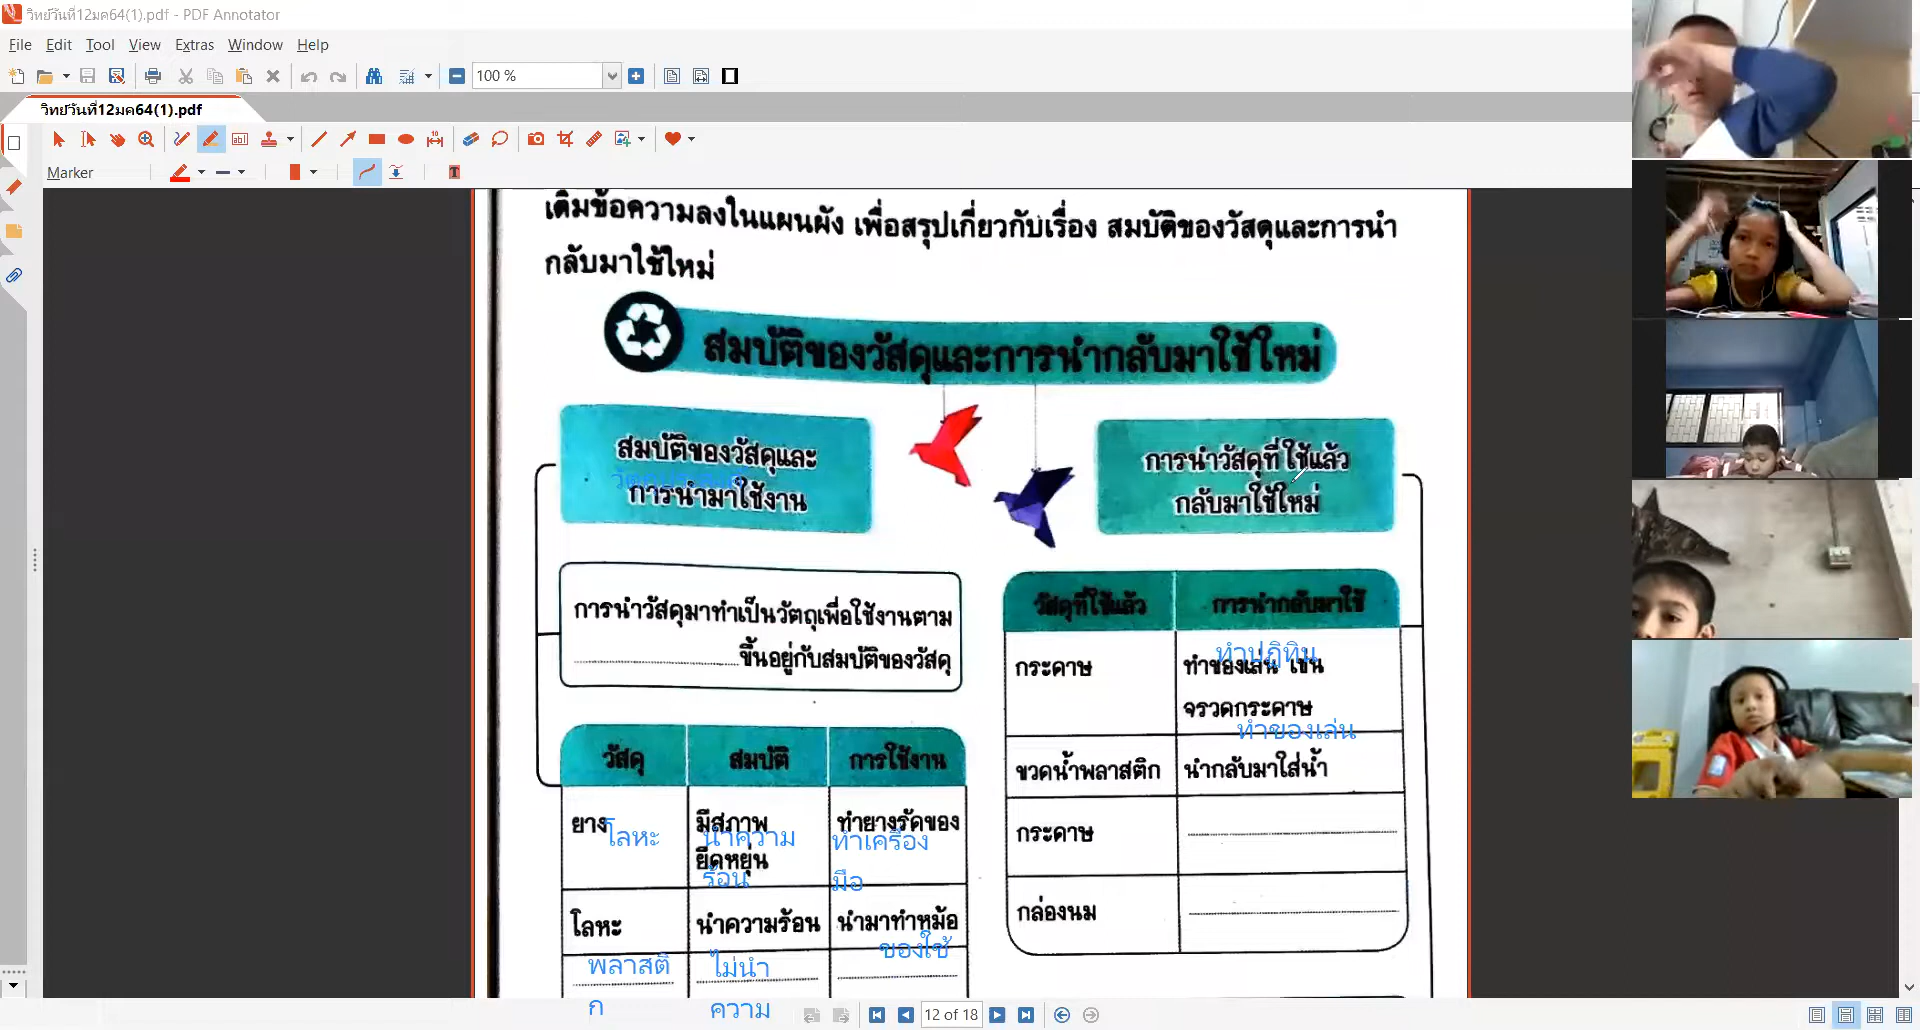 วิทย์วันที่12มค64(1).pdf - PDF Annotator
File Edit Tool View Extras Window Help
100 %
วิทย์วันที่12มค64(1).pdf
Marker
เติมข้อความลงในแผนผัง เพื่อสรุปเกี่ยวกับเรื่อง สมบัติของวัสดุและการนำ
กลับมาใช้ใหม่
สมบัติของวัสดุและการนำกลับมาใช้ใหม่
สมบัติของวัสดุและ
การนำมาใช้งาน
การนำวัสดุที่ใช้แล้ว
กลับมาใช้ใหม่
การนำวัสดุมาทำเป็นวัตถุเพื่อใช้งานตาม
ขึ้นอยู่กับสมบัติของวัสดุ
วัสดุ สมบัติ การใช้งาน
ยาง มีสภาพ ทำยางรัดของ
โลหะ นำความ ทำเครื่อง
ยืดหยุ่น
ร้อน มือ
โลหะ นำความร้อน นำมาทำหม้อ
ของใช้
พลาสติ ไม่นำ
ก ความ
วัสดุที่ใช้แล้ว การนำกลับมาใช้
ทำปฏิทิน
กระดาษ ทำของเล่น เช่น
จรวดกระดาษ
ทำของเล่น
ขวดน้ำพลาสติก นำกลับมาใส่น้ำ
กระดาษ
กล่องนม
12 of 18